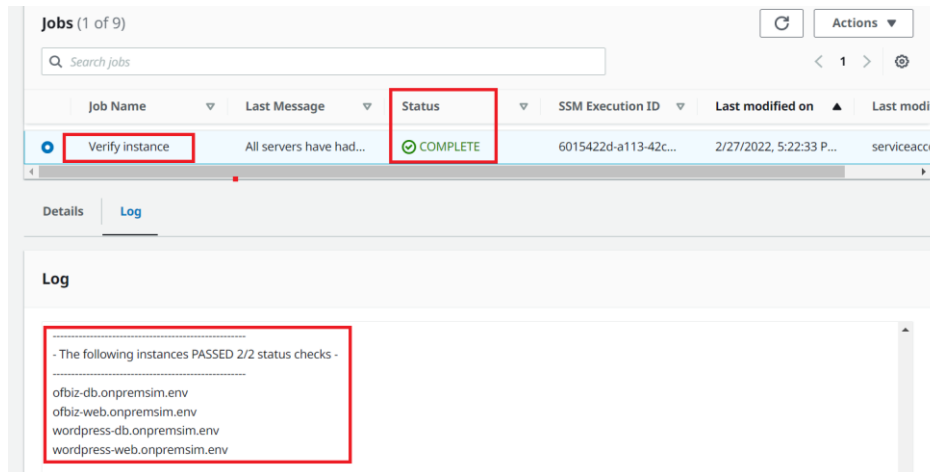 Jobs (1 of 9)
Actions
Search jobs
1
Job Name Last Message Status SSM Execution ID Last modified on Last modi
Verify instance All servers have had... COMPLETE 6015422d-a113-42c... 2/27/2022, 5:22:33 P... serviceacc
Details Log
Log
--------------------------------------------------------
- The following instances PASSED 2/2 status checks -
--------------------------------------------------------
ofbiz-db.onpremsim.env
ofbiz-web.onpremsim.env
wordpress-db.onpremsim.env
wordpress-web.onpremsim.env